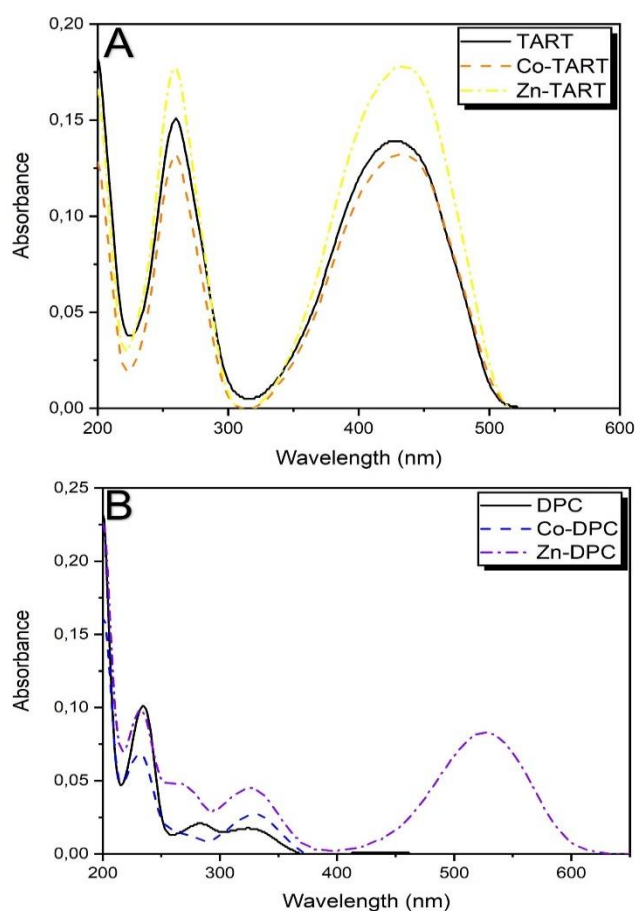 A
TART
Co-TART
Zn-TART
0,20
0,15
0,10
0,05
0,00
Absorbance
200 300 400 500 600
Wavelength (nm)
B
DPC
Co-DPC
Zn-DPC
0,25
0,20
0,15
0,10
0,05
0,00
Absorbance
200 300 400 500 600
Wavelength (nm)